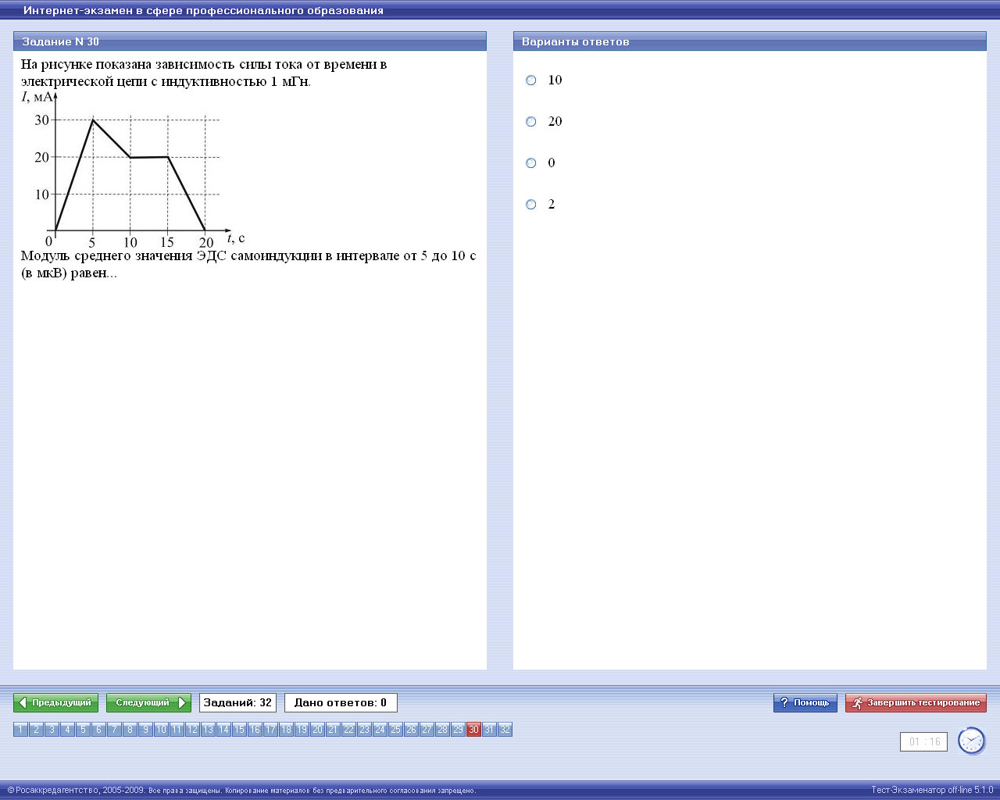 Интернет-экзамен в сфере профессионального образования
Задание N 30
На рисунке показана зависимость силы тока от времени в
электрической цепи с индуктивностью 1 мГн.
I, мА
30
20
10
0 5 10 15 20 t, с
Модуль среднего значения ЭДС самоиндукции в интервале от 5 до 10 с
(в мкВ) равен...
Варианты ответов
10
20
0
2
Предыдущий Следующий Заданий: 32 Дано ответов: 0 Помощь Завершить тестирование
1 2 3 4 5 6 7 8 9 10 11 12 13 14 15 16 17 18 19 20 21 22 23 24 25 26 27 28 29 30 31 32
01 : 16
© Росаккредагентство, 2005-2009. Все права защищены. Копирование материалов без предварительного согласования запрещено. Тест-Экзаменатор off-line 5.1.0